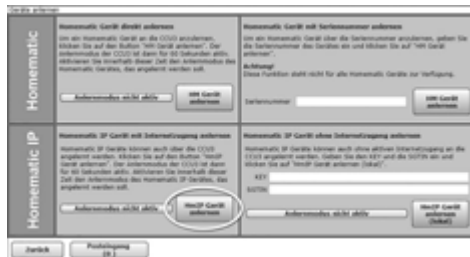 Geräte anlernen
Homematic
Homematic Gerät direkt anlernen
Um ein Homematic Gerät an die CCU3 anzulernen,
klicken Sie auf den Button "HM Gerät
anlernen". Der
Anlernmodus der CCU ist dann für 60 Sekunden aktiv.
Aktivieren Sie innerhalb dieser Zeit den Anlernmodus des
Homematic Gerätes, das angelernt werden soll.
Anlernmodus nicht aktiv
HM Gerät
anlernen
Homematic Gerät mit Seriennummer anlernen
Um ein Homematic Gerät über die Seriennummer anzulernen, geben Sie
die Seriennummer des Gerätes ein und klicken Sie auf "HM Gerät
anlernen".
Achtung!
Diese Funktion steht nicht für alle Homematic Geräte zur Verfügung.
Seriennummer
HM Gerät
anlernen
Homematic IP
Homematic IP Gerät mit Internetzugang anlernen
Homematic IP Geräte können auch über die CCU3
angelernt werden. Klicken Sie auf den Button "HmIP
Gerät anlernen". Der Anlernmodus der CCU ist dann
für 60 Sekunden aktiv. Aktivieren Sie innerhalb dieser
Zeit den Anlernmodus des Homematic IP Gerätes, das
angelernt werden soll.
Anlernmodus nicht aktiv
HmIP Gerät
anlernen
Homematic IP Gerät ohne Internetzugang anlernen
Homematic IP Geräte können auch ohne aktiven Internetzugang an die
CCU3 angelernt werden. Geben Sie den KEY und die SGTIN ein und
klicken Sie auf "HmIP Gerät anlernen (lokal)".
KEY
SGTIN
Anlernmodus nicht aktiv
HmIP Gerät
anlernen
(lokal)
Zurück
Posteingang